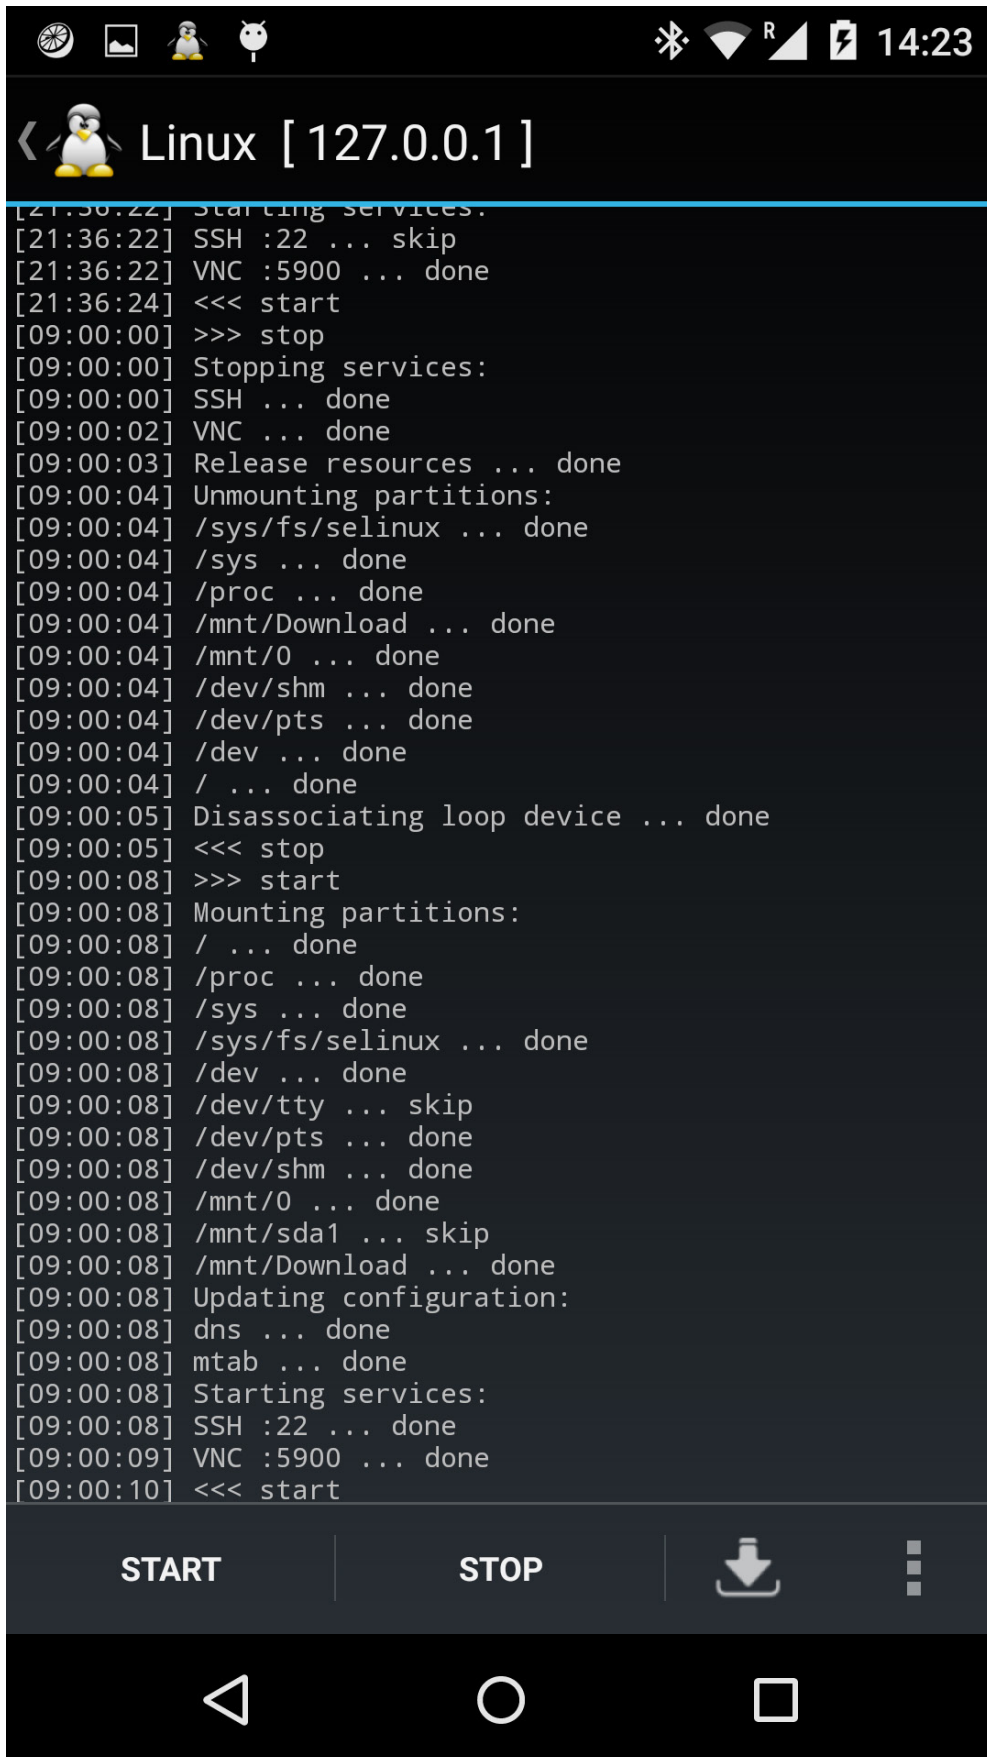 R 14:23
Linux [ 127.0.0.1 ]
[21:36:22] Starting services:
[21:36:22] SSH :22 ... skip
[21:36:22] VNC :5900 ... done
[21:36:24] <<< start
[09:00:00] >>> stop
[09:00:00] Stopping services:
[09:00:00] SSH ... done
[09:00:02] VNC ... done
[09:00:03] Release resources ... done
[09:00:04] Unmounting partitions:
[09:00:04] /sys/fs/selinux ... done
[09:00:04] /sys ... done
[09:00:04] /proc ... done
[09:00:04] /mnt/Download ... done
[09:00:04] /mnt/0 ... done
[09:00:04] /dev/shm ... done
[09:00:04] /dev/pts ... done
[09:00:04] /dev ... done
[09:00:04] / ... done
[09:00:05] Disassociating loop device ... done
[09:00:05] <<< stop
[09:00:08] >>> start
[09:00:08] Mounting partitions:
[09:00:08] / ... done
[09:00:08] /proc ... done
[09:00:08] /sys ... done
[09:00:08] /sys/fs/selinux ... done
[09:00:08] /dev ... done
[09:00:08] /dev/tty ... skip
[09:00:08] /dev/pts ... done
[09:00:08] /dev/shm ... done
[09:00:08] /mnt/0 ... done
[09:00:08] /mnt/sda1 ... skip
[09:00:08] /mnt/Download ... done
[09:00:08] Updating configuration:
[09:00:08] dns ... done
[09:00:08] mtab ... done
[09:00:08] Starting services:
[09:00:08] SSH :22 ... done
[09:00:09] VNC :5900 ... done
[09:00:10] <<< start
START STOP